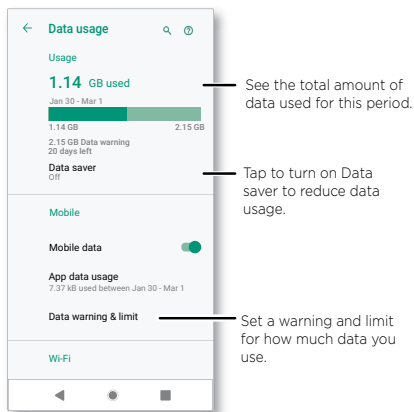 Data usage
Usage
1.14 GB used
Jan 30 - Mar 1
1.14 GB 2.15 GB
2.15 GB Data warning
20 days left
Data saver
Off
Mobile
Mobile data
App data usage
7.37 kB used between Jan 30 - Mar 1
Data warning & limit
Wi-Fi
See the total amount of
data used for this period.
Tap to turn on Data
saver to reduce data
usage.
Set a warning and limit
for how much data you
use.